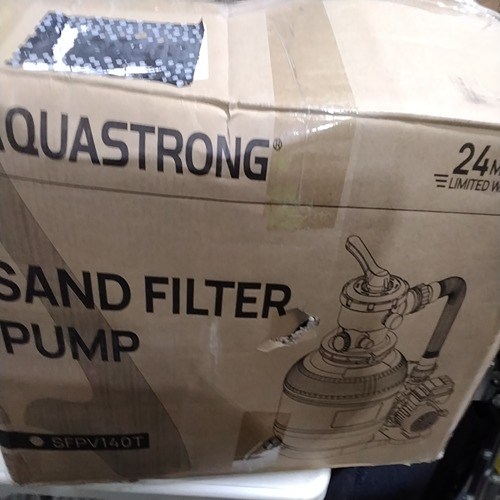 AQUASTRONG®
24M
LIMITED W
SAND FILTER
PUMP
SFPV140T